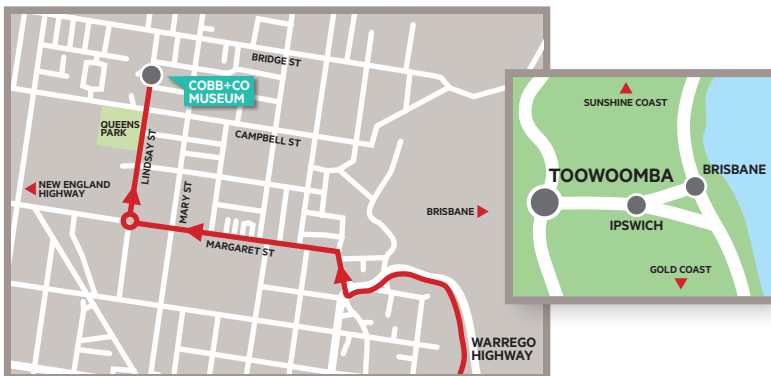 BRIDGE ST
COBB+CO
MUSEUM
QUEENS
PARK
CAMPBELL ST
LINDSAY ST
MARY ST
NEW ENGLAND
HIGHWAY
BRISBANE
MARGARET ST
WARREGO
HIGHWAY
SUNSHINE COAST
TOOWOOMBA
BRISBANE
IPSWICH
GOLD COAST